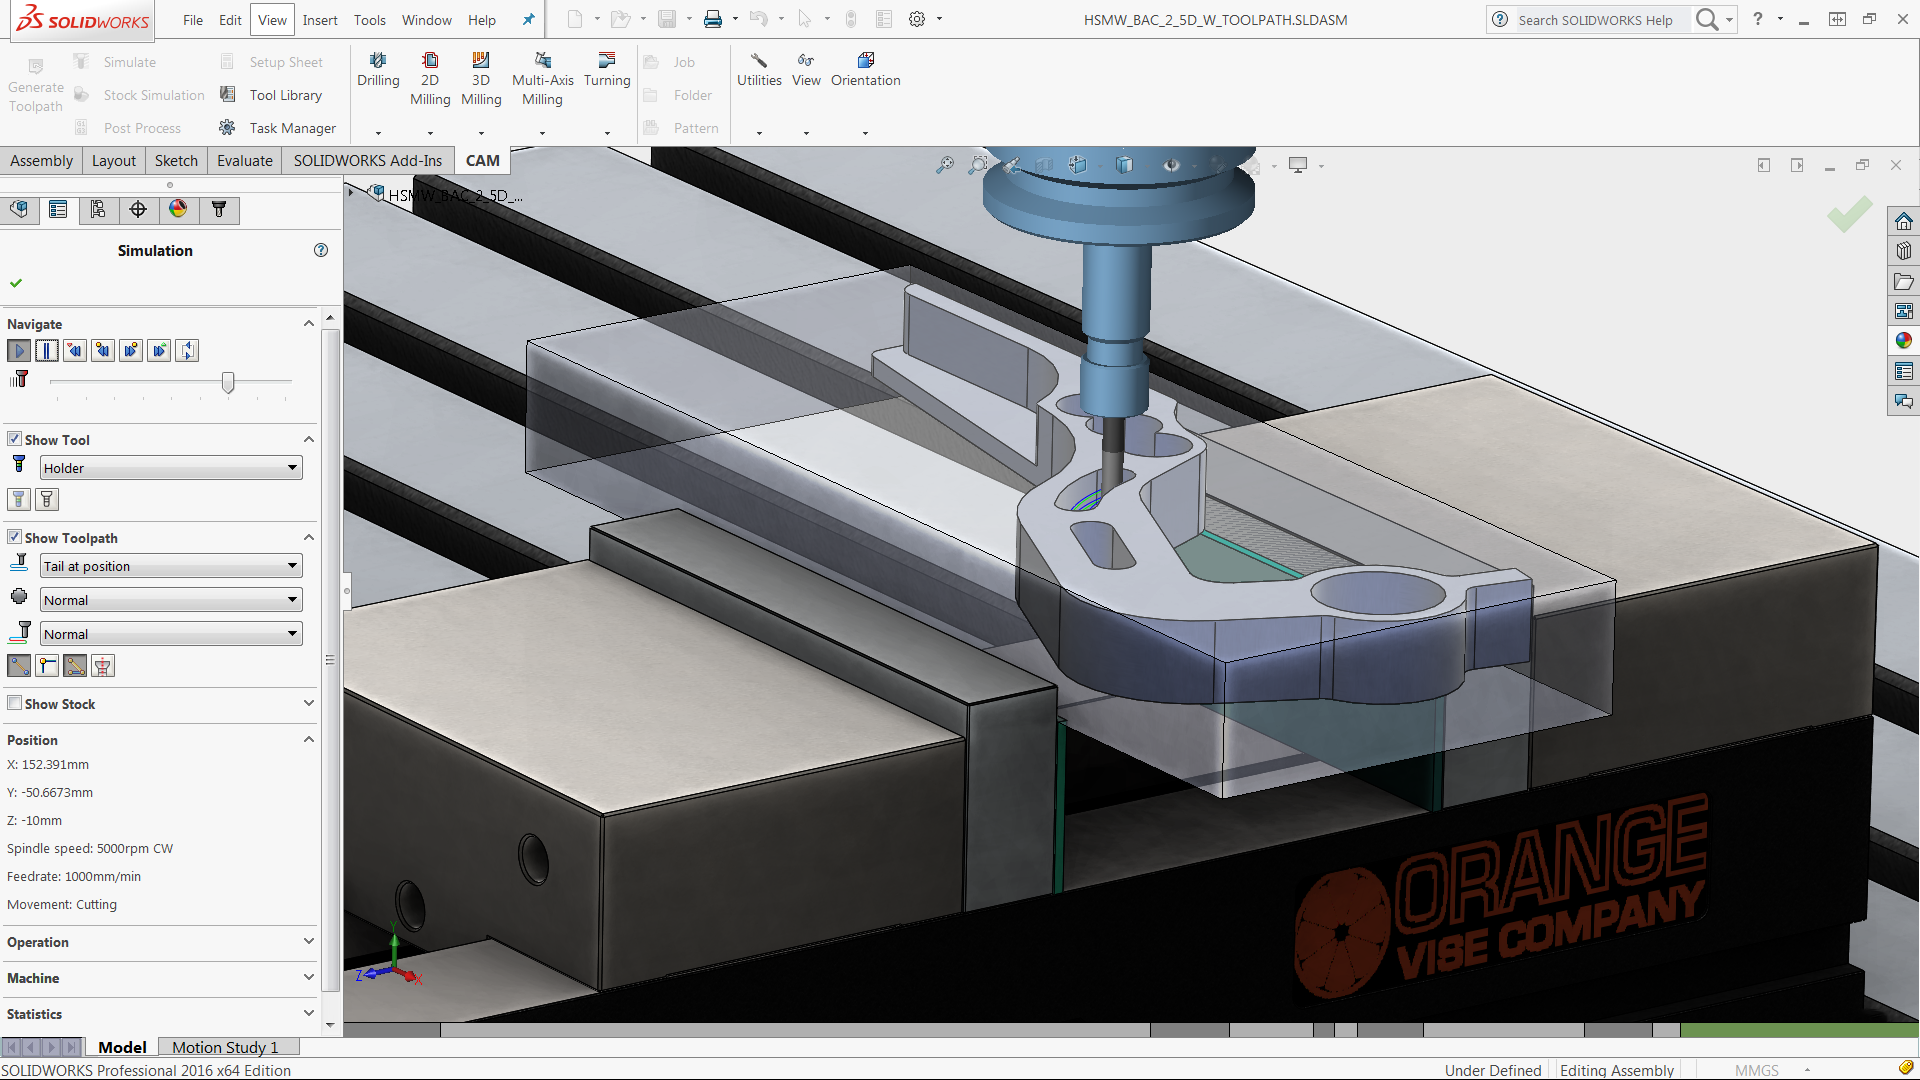 SOLIDWORKS
File Edit View Insert Tools Window Help
HSMW_BAC_2_5D_W_TOOLPATH.SLDASM
Search SOLIDWORKS Help
Generate Toolpath
Simulate
Stock Simulation
Post Process
Setup Sheet
Tool Library
Task Manager
Drilling
2D Milling
3D Milling
Multi-Axis Milling
Turning
Job
Folder
Pattern
Utilities
View
Orientation
Assembly Layout Sketch Evaluate SOLIDWORKS Add-Ins CAM
HSMW_BAC_2_5D_...
Simulation
Navigate
Show Tool
Holder
Show Toolpath
Tail at position
Normal
Normal
Show Stock
Position
X: 152.391mm
Y: -50.6673mm
Z: -10mm
Spindle speed: 5000rpm CW
Feedrate: 1000mm/min
Movement: Cutting
Operation
Machine
Statistics
Y
Z
X
ORANGE
VISE COMPANY
Model Motion Study 1
SOLIDWORKS Professional 2016 x64 Edition
Under Defined
Editing Assembly
MMGS